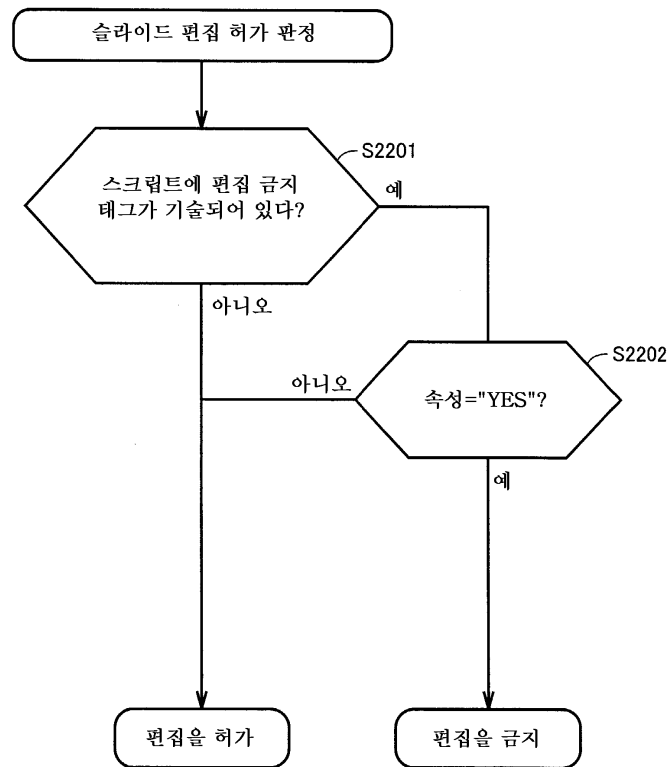 슬라이드 편집 허가 판정
S2201
스크립트에 편집 금지
태그가 기술되어 있다?
예
아니오
S2202
아니오
속성="YES"?
예
편집을 허가
편집을 금지